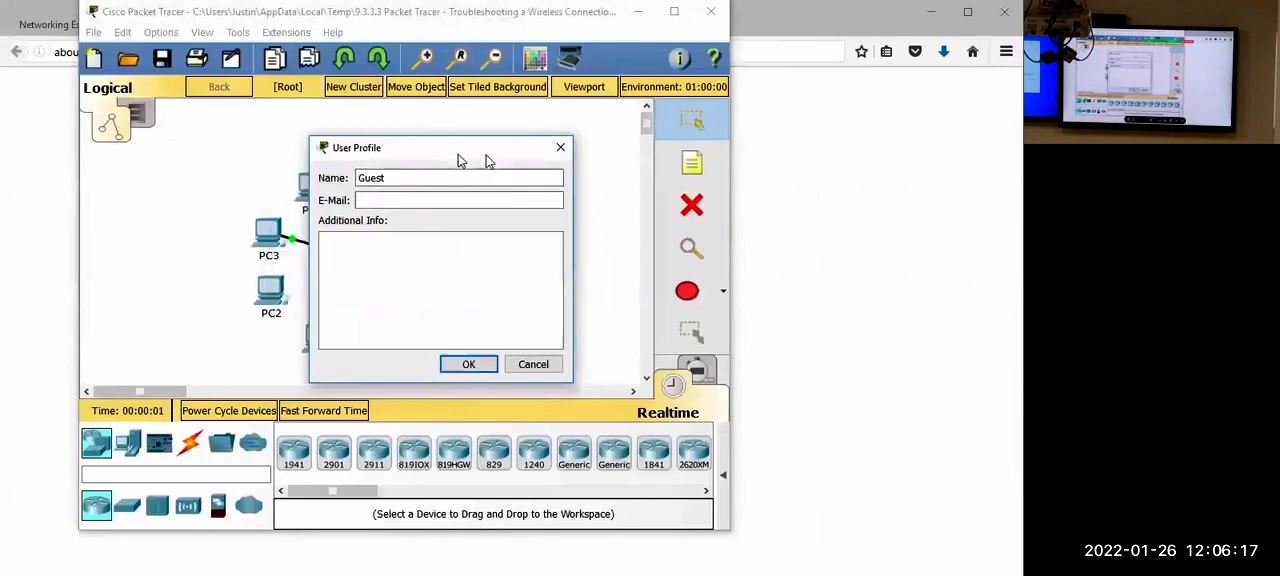 Networking Es
abou
Cisco Packet Tracer - C:\Users\Justin\AppData\Local\Temp\9.3.3.3 Packet Tracer - Troubleshooting a Wireless Connectio...
File Edit Options View Tools Extensions Help
Logical Back [Root] New Cluster Move Object Set Tiled Background Viewport Environment: 01:00:00
User Profile
Name: Guest
E-Mail:
Additional Info:
P
PC3
PC2
OK Cancel
Time: 00:00:01 Power Cycle Devices Fast Forward Time Realtime
1941 2901 2911 819IOX 819HGW 829 1240 Generic Generic 1841 2620XM
(Select a Device to Drag and Drop to the Workspace)
2022-01-26 12:06:17